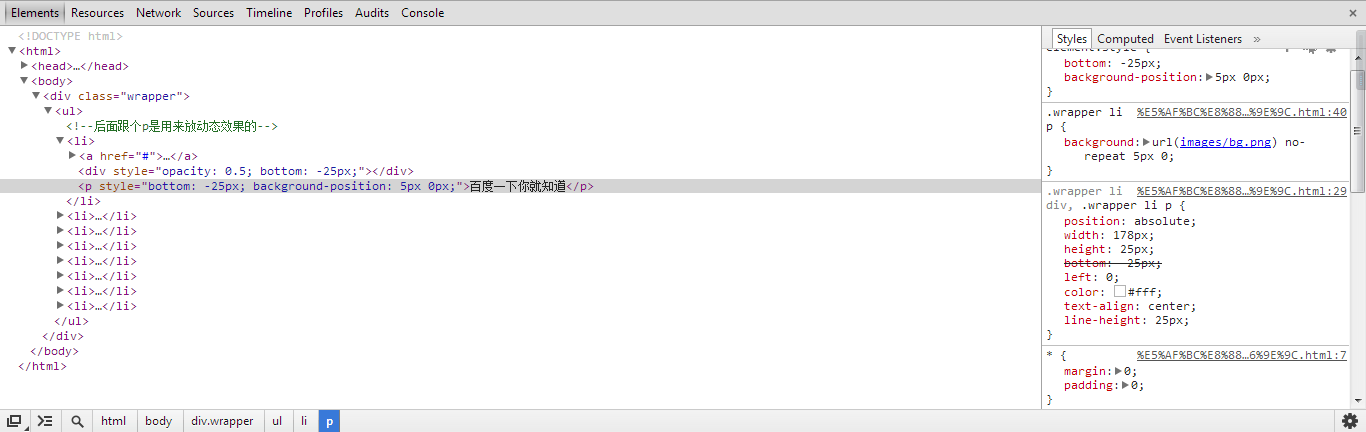 Elements Resources Network Sources Timeline Profiles Audits Console ×
<!DOCTYPE html>
▼<html>
▶<head>…</head>
▼<body>
▼<div class="wrapper">
▼<ul>
<!--后面跟个p是用来放动态效果的-->
▼<li>
▶<a href="#">…</a>
<div style="opacity: 0.5; bottom: -25px;"></div>
<p style="bottom: -25px; background-position: 5px 0px;">百度一下你就知道</p>
</li>
▶<li>…</li>
▶<li>…</li>
▶<li>…</li>
▶<li>…</li>
▶<li>…</li>
▶<li>…</li>
▶<li>…</li>
</ul>
</div>
</body>
</html>
Styles Computed Event Listeners »
element.style {
bottom: -25px;
background-position:▶5px 0px;
}
.wrapper li %E5%AF%BC%E8%88…%9E%9C.html:40
p {
background:▶url(images/bg.png) no-
repeat 5px 0;
}
.wrapper li %E5%AF%BC%E8%88…%9E%9C.html:29
div, .wrapper li p {
position: absolute;
width: 178px;
height: 25px;
bottom: -25px;
left: 0;
color: #fff;
text-align: center;
line-height: 25px;
}
* { %E5%AF%BC%E8%88…6%9E%9C.html:7
margin:▶0;
padding:▶0;
}
html body div.wrapper ul li p